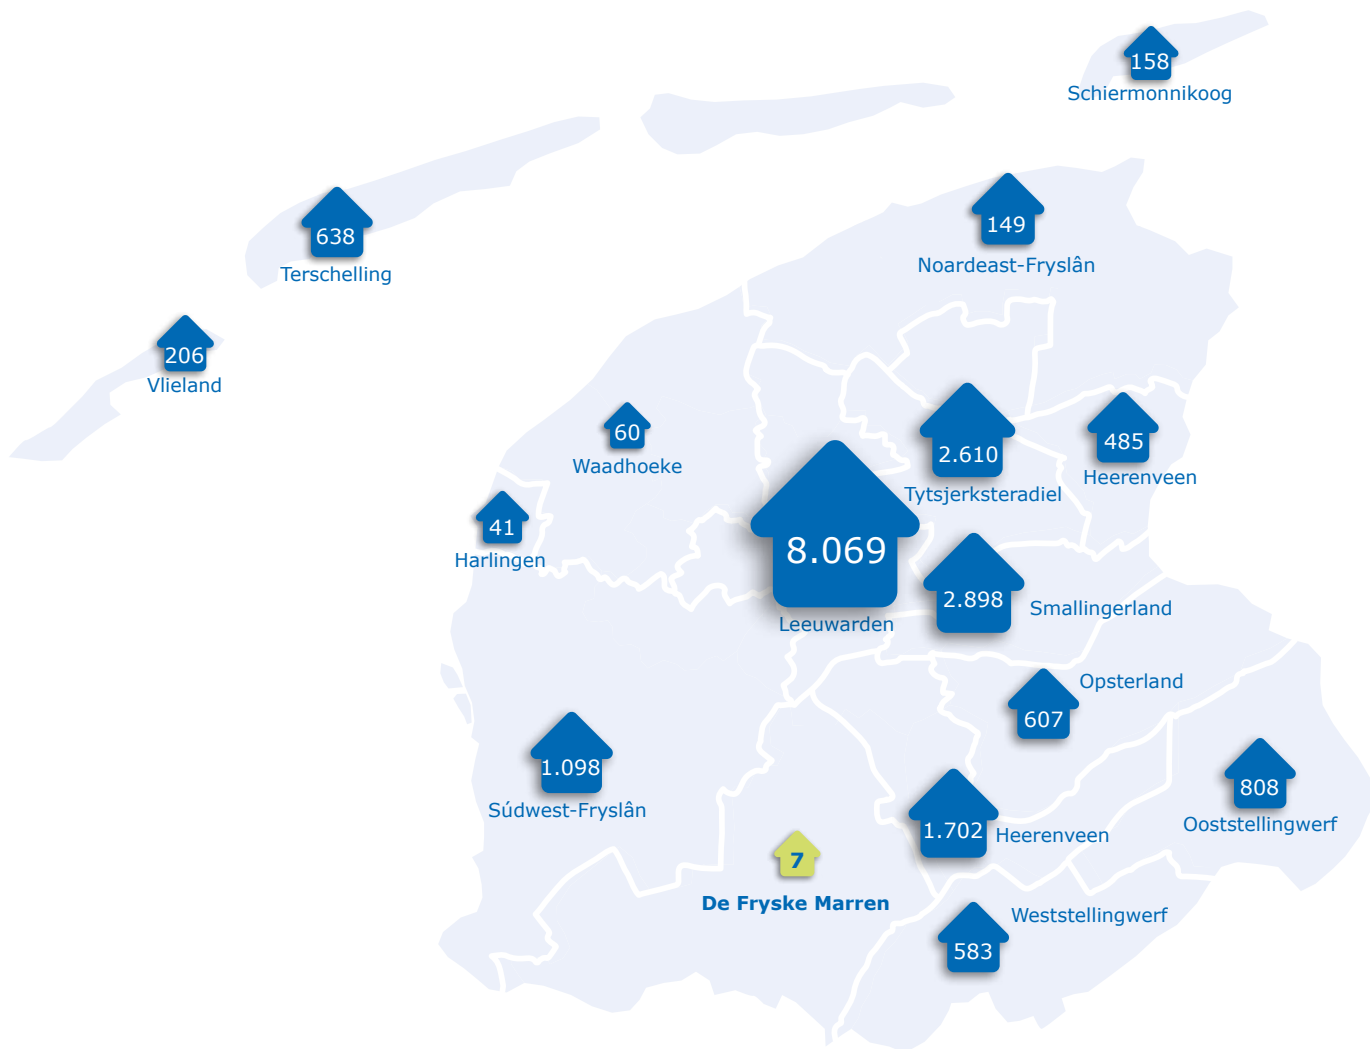 158
Schiermonnikoog
638
Terschelling
149
Noardeast-Fryslân
206
Vlieland
60
Waadhoeke
2.610
Tytsjerksteradiel
485
Heerenveen
41
Harlingen
8.069
Leeuwarden
2.898
Smallingerland
Opsterland
607
1.098
Súdwest-Fryslân
808
Ooststellingwerf
1.702
Heerenveen
7
De Fryske Marren
Weststellingwerf
583